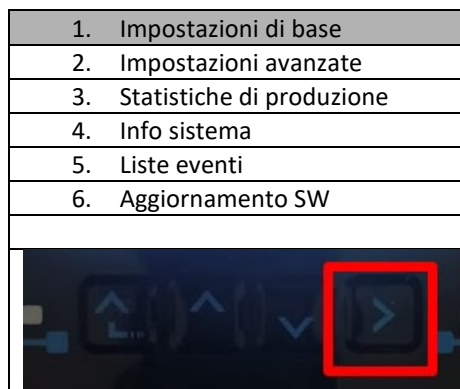 1. Impostazioni di base
2. Impostazioni avanzate
3. Statistiche di produzione
4. Info sistema
5. Liste eventi
6. Aggiornamento SW